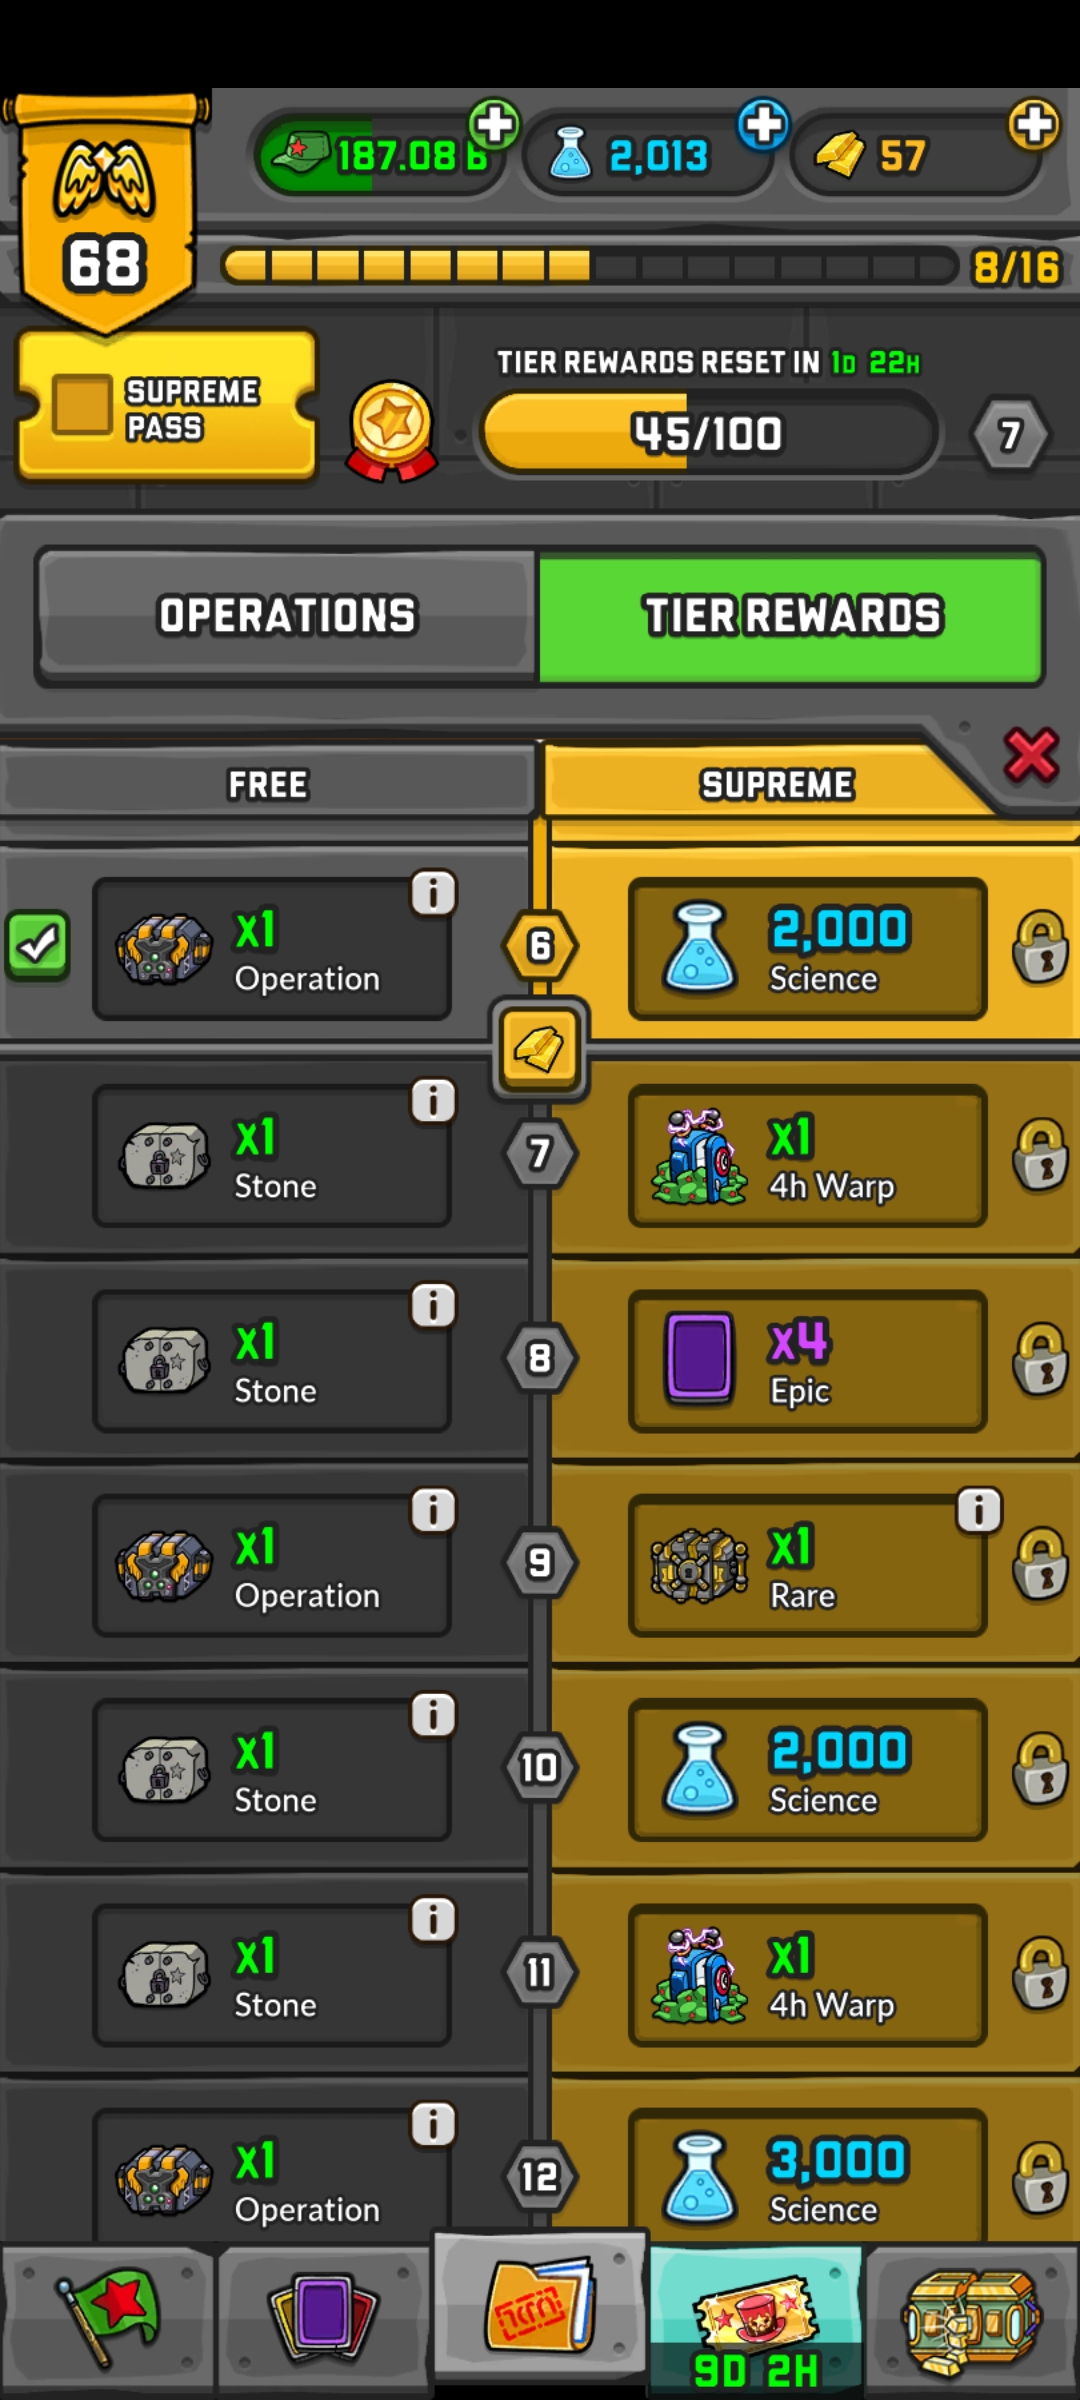 187.08 B
2,013
57
68
8/16
SUPREME
PASS
TIER REWARDS RESET IN 1D 22H
45/100
7
OPERATIONS
TIER REWARDS
FREE
SUPREME
X1
Operation
6
2,000
Science
X1
Stone
7
X1
4h Warp
X1
Stone
8
X4
Epic
X1
Operation
9
X1
Rare
X1
Stone
10
2,000
Science
X1
Stone
11
X1
4h Warp
X1
Operation
12
3,000
Science
9D 2H